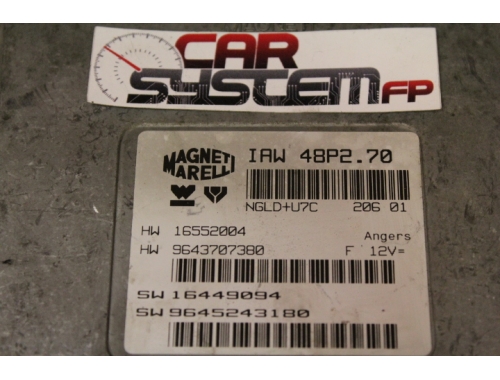 CAR
SYSTEM FP
MAGNETI
MARELLI
IAW 48P2.70
NGLD+U7C 206 01
HW 16552004 Angers
HW 9643707380 F 12V=
SW 16449094
SW 9645243180